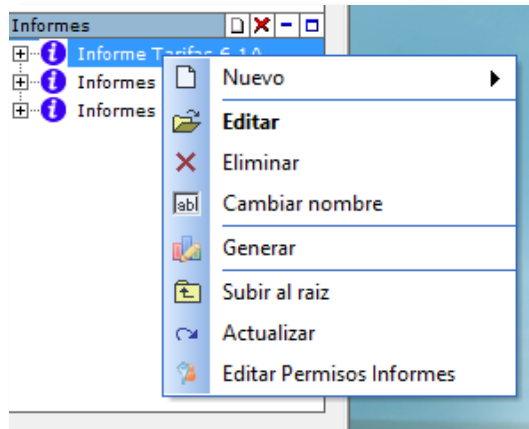 Informes
Informe Tarifas 6.1A
Informes
Informes
Nuevo
Editar
Eliminar
abl
Cambiar nombre
Generar
Subir al raiz
Actualizar
Editar Permisos Informes